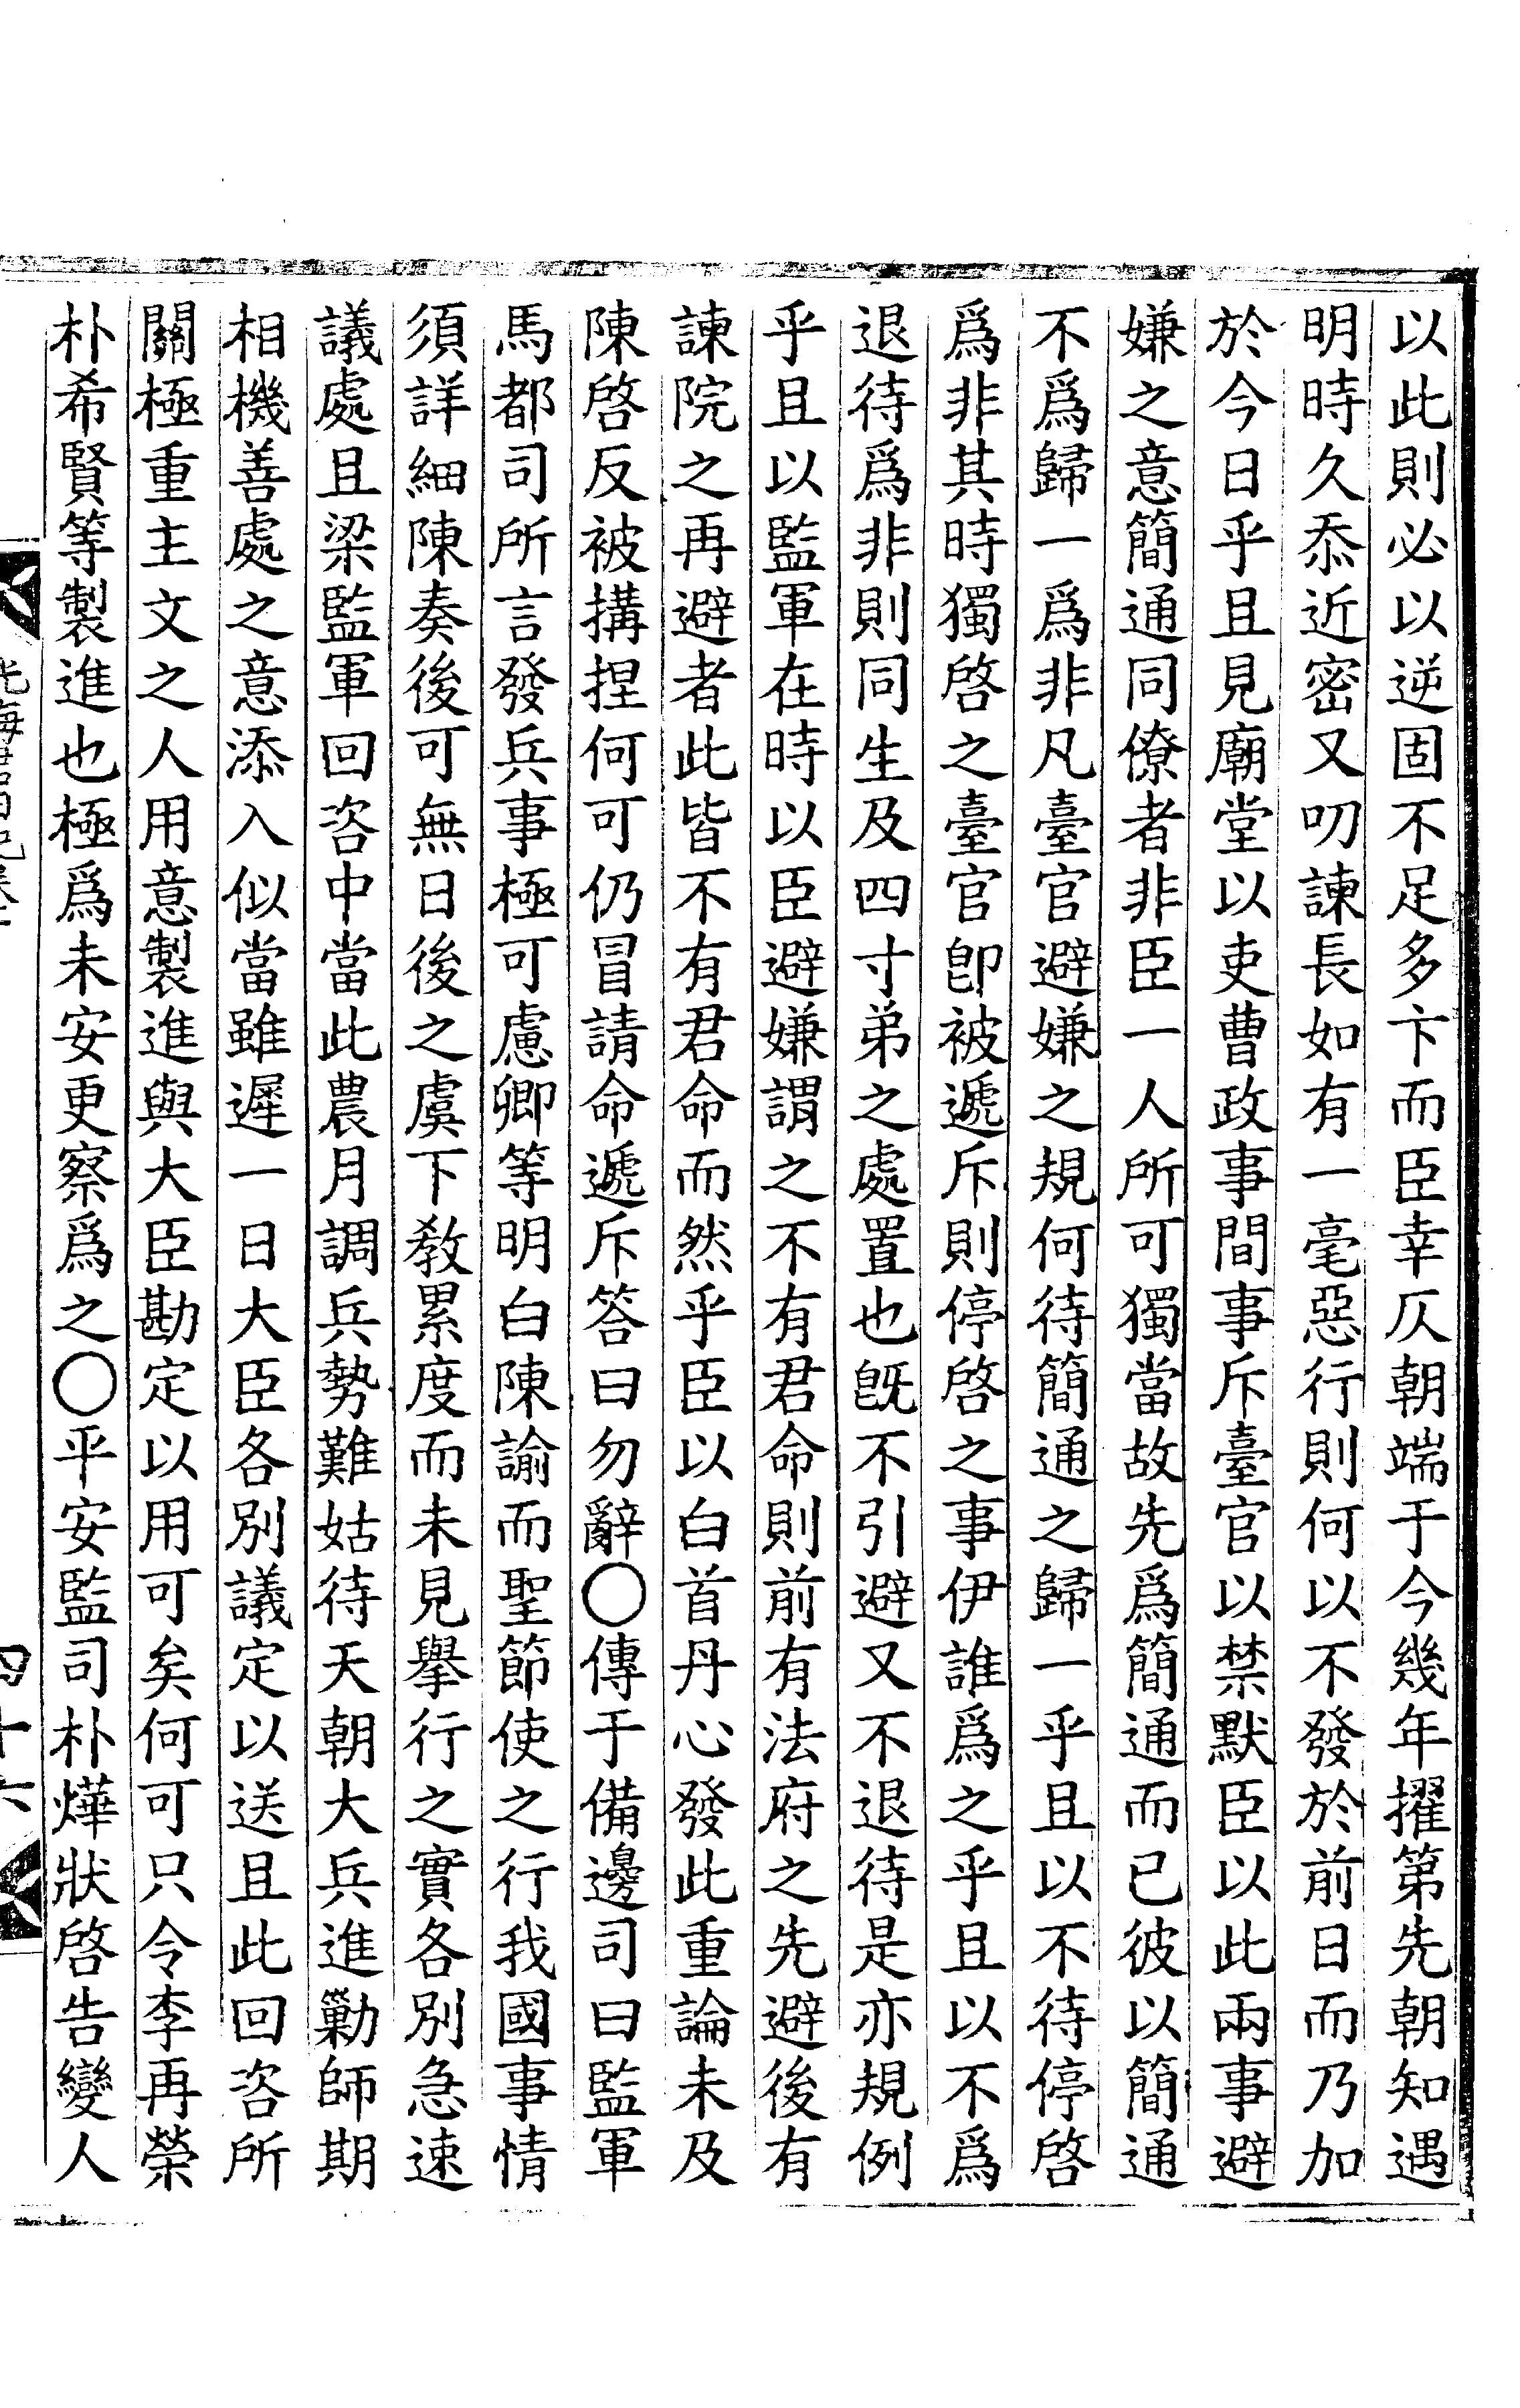 以此則必以逆固不足多卞而臣幸仄朝端于今幾年擢第先朝知遇
明時久忝近密又叨諫長如有一毫惡行則何以不發於前日而乃加
於今日乎且見廟堂以吏曹政事間事斥臺官以禁默臣以此兩事避
嫌之意簡通同僚者非臣一人所可獨當故先爲簡通而已彼以簡通
不爲歸一爲非凡臺官避嫌之規何待簡通之歸一乎且以不待停啓
爲非其時獨啓之臺官卽被遞斥則停啓之事伊誰爲之乎且以不爲
退待爲非則同生及四寸弟之處置也旣不引避又不退待是亦規例
乎且以監軍在時以臣避嫌謂之不有君命則前有法府之先避後有
諫院之再避者此皆不有君命而然乎臣以白首丹心發此重論未及
陳啓反被搆捏何可仍冒請命遞斥答曰勿辭〇傳于備邊司曰監軍
馬都司所言發兵事極可慮卿等明白陳諭而聖節使之行我國事情
須詳細陳奏後可無日後之虞下敎累度而未見擧行之實各別急速
議處且梁監軍回咨中當此農月調兵勢難姑待天朝大兵進勦師期
相機善處之意添入似當雖遲一日大臣各別議定以送且此回咨所
關極重主文之人用意製進與大臣勘定以用可矣何可只令李再榮
朴希賢等製進也極爲未安更察爲之〇平安監司朴燁狀啓告變人
四十六